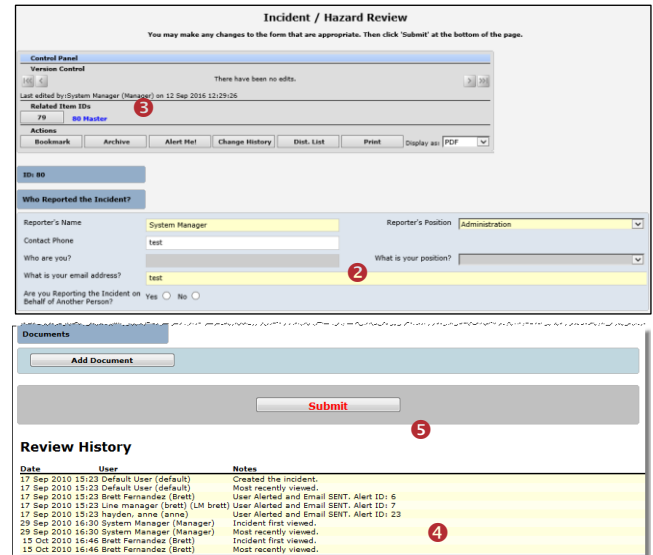 Incident / Hazard Review
You may make any changes to the form that are appropriate. Then click 'Submit' at the bottom of the page.
Control Panel
Version Control
There have been no edits.
Last edited by:System Manager (Manager) on 12 Sep 2016 12:29:26
3
Related Item IDs
79 80 Master
Actions
Bookmark Archive Alert Me! Change History Dist. List Print Display as: PDF
ID: 80
Who Reported the Incident?
Reporter's Name System Manager Reporter's Position Administration
Contact Phone test
Who are you? What is your position?
2
What is your email address? test
Are you Reporting the Incident on Behalf of Another Person? Yes No
Documents
Add Document
Submit
5
Review History
Date User Notes
17 Sep 2010 15:23 Default User (default) Created the incident.
17 Sep 2010 15:23 Default User (default) Most recently viewed.
17 Sep 2010 15:23 Brett Fernandez (Brett) User Alerted and Email SENT. Alert ID: 6
17 Sep 2010 15:23 Line manager (brett) (LM brett) User Alerted and Email SENT. Alert ID: 7
17 Sep 2010 15:23 hayden, anne (anne) User Alerted and Email SENT. Alert ID: 23
29 Sep 2010 16:30 System Manager (Manager) Incident first viewed.
29 Sep 2010 16:30 System Manager (Manager) Most recently viewed.
4
15 Oct 2010 16:46 Brett Fernandez (Brett) Incident first viewed.
15 Oct 2010 16:46 Brett Fernandez (Brett) Most recently viewed.